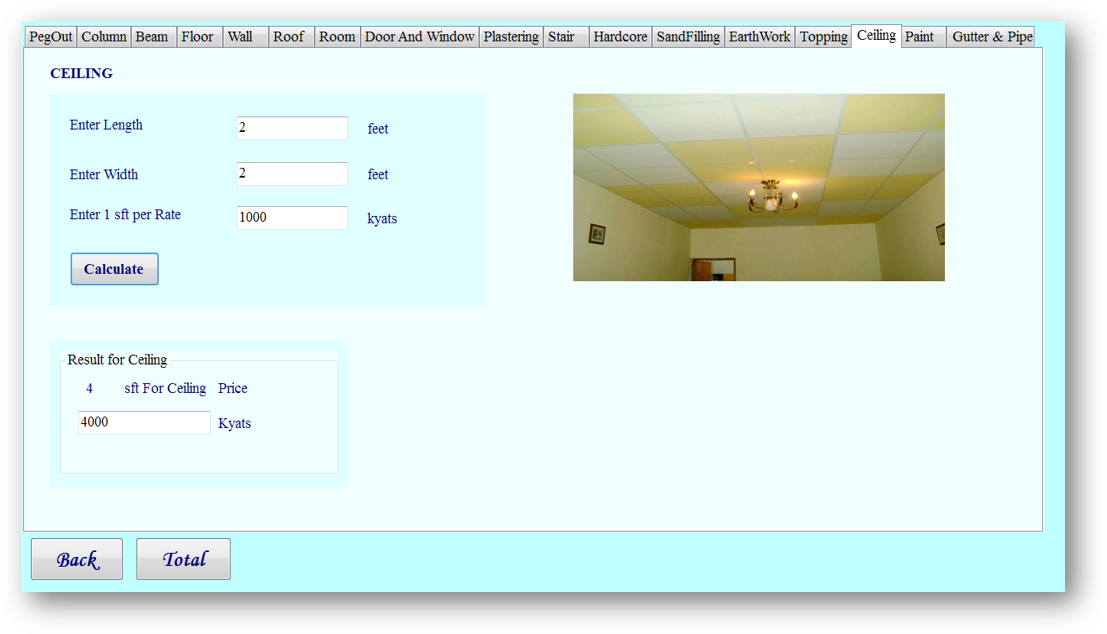 PegOut Column Beam Floor Wall Roof Room Door And Window Plastering Stair Hardcore SandFilling EarthWork Topping Ceiling Paint Gutter & Pipe
CEILING
Enter Length 2 feet
Enter Width 2 feet
Enter 1 sft per Rate 1000 kyats
Calculate
Result for Ceiling
4 sft For Ceiling Price
4000 Kyats
Back Total